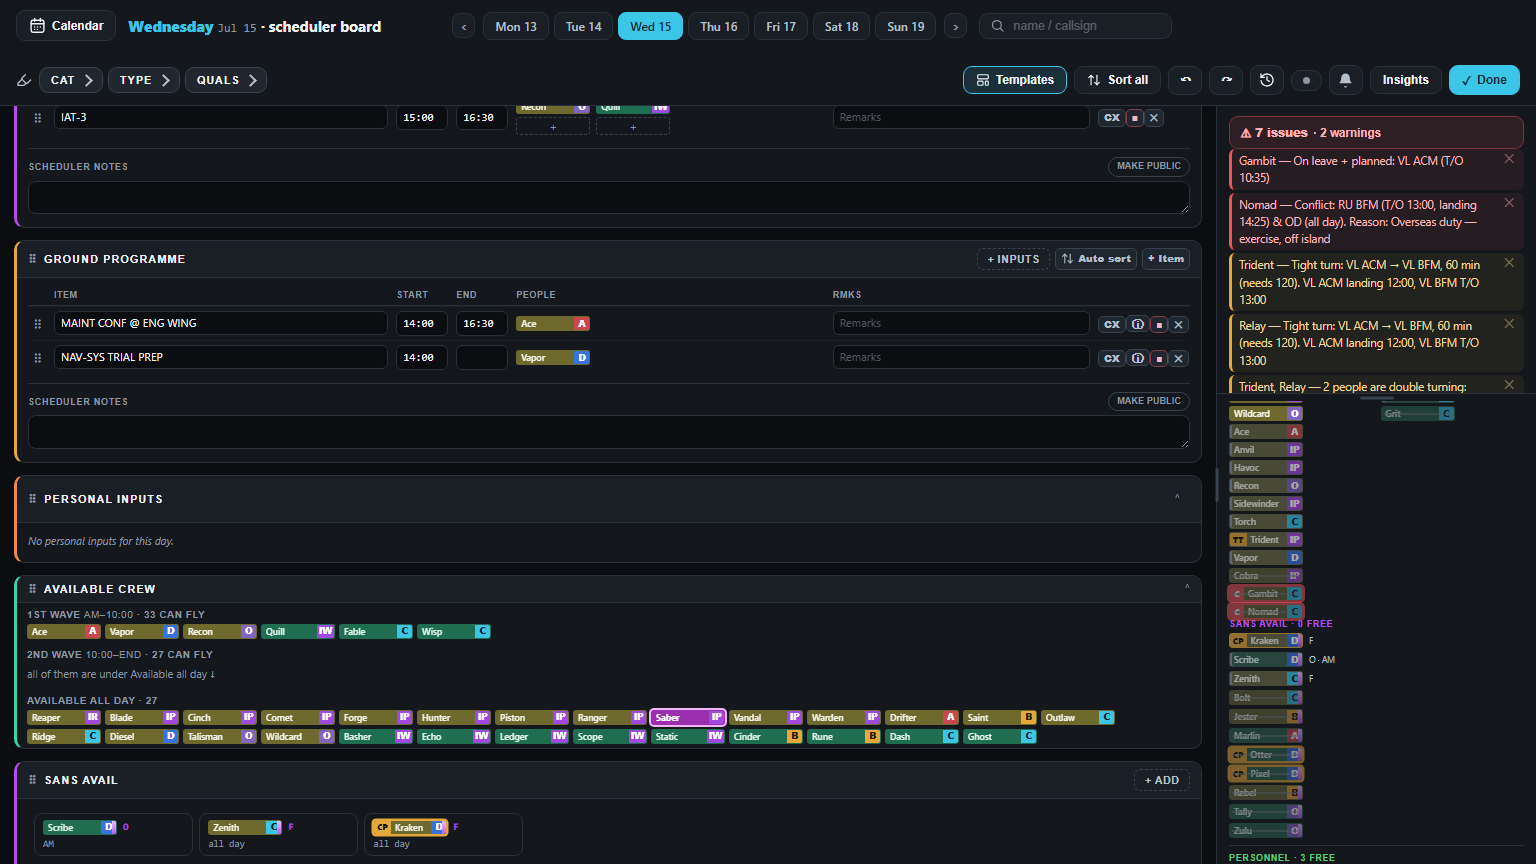 Calendar
Wednesday Jul 15 · scheduler board
‹ Mon 13 Tue 14 Wed 15 Thu 16 Fri 17 Sat 18 Sun 19 ›
name / callsign
CAT TYPE QUALS
Templates Sort all Insights ✓ Done
Recon O Quill IW
IAT-3 15:00 16:30 + + Remarks CX
SCHEDULER NOTES MAKE PUBLIC
GROUND PROGRAMME + INPUTS Auto sort + Item
ITEM START END PEOPLE RMKS
MAINT CONF @ ENG WING 14:00 16:30 Ace A Remarks CX
NAV-SYS TRIAL PREP 14:00 Vapor D Remarks CX
SCHEDULER NOTES MAKE PUBLIC
PERSONAL INPUTS
No personal inputs for this day.
AVAILABLE CREW
1ST WAVE AM–10:00 · 33 CAN FLY
Ace A Vapor D Recon O Quill IW Fable C Wisp C
2ND WAVE 10:00–END · 27 CAN FLY
all of them are under Available all day ↓
AVAILABLE ALL DAY · 27
Reaper IR Blade IP Cinch IP Comet IP Forge IP Hunter IP Piston IP Ranger IP Saber IP Vandal IP Warden IP Drifter A Saint B Outlaw C
Ridge C Diesel D Talisman O Wildcard O Basher IW Echo IW Ledger IW Scope IW Static IW Cinder B Rune B Dash C Ghost C
SANS AVAIL + ADD
Scribe D O
AM
Zenith C F
all day
CP Kraken D F
all day
⚠ 7 issues · 2 warnings
Gambit — On leave + planned: VL ACM (T/O
10:35)
Nomad — Conflict: RU BFM (T/O 13:00, landing
14:25) & OD (all day). Reason: Overseas duty —
exercise, off island
Trident — Tight turn: VL ACM → VL BFM, 60 min
(needs 120). VL ACM landing 12:00, VL BFM T/O
13:00
Relay — Tight turn: VL ACM → VL BFM, 60 min
(needs 120). VL ACM landing 12:00, VL BFM T/O
13:00
Trident, Relay — 2 people are double turning:
Wildcard O Grit C
Ace A
Anvil IP
Havoc IP
Recon O
Sidewinder IP
Torch C
TT Trident IP
Vapor D
Cobra IP
C Gambit C
C Nomad C
SANS AVAIL · 0 FREE
CP Kraken D F
Scribe D O · AM
Zenith C F
Bolt C
Jester B
Marlin A
CP Otter D
CP Pixel D
Rebel B
Tally O
Zulu O
PERSONNEL · 3 FREE